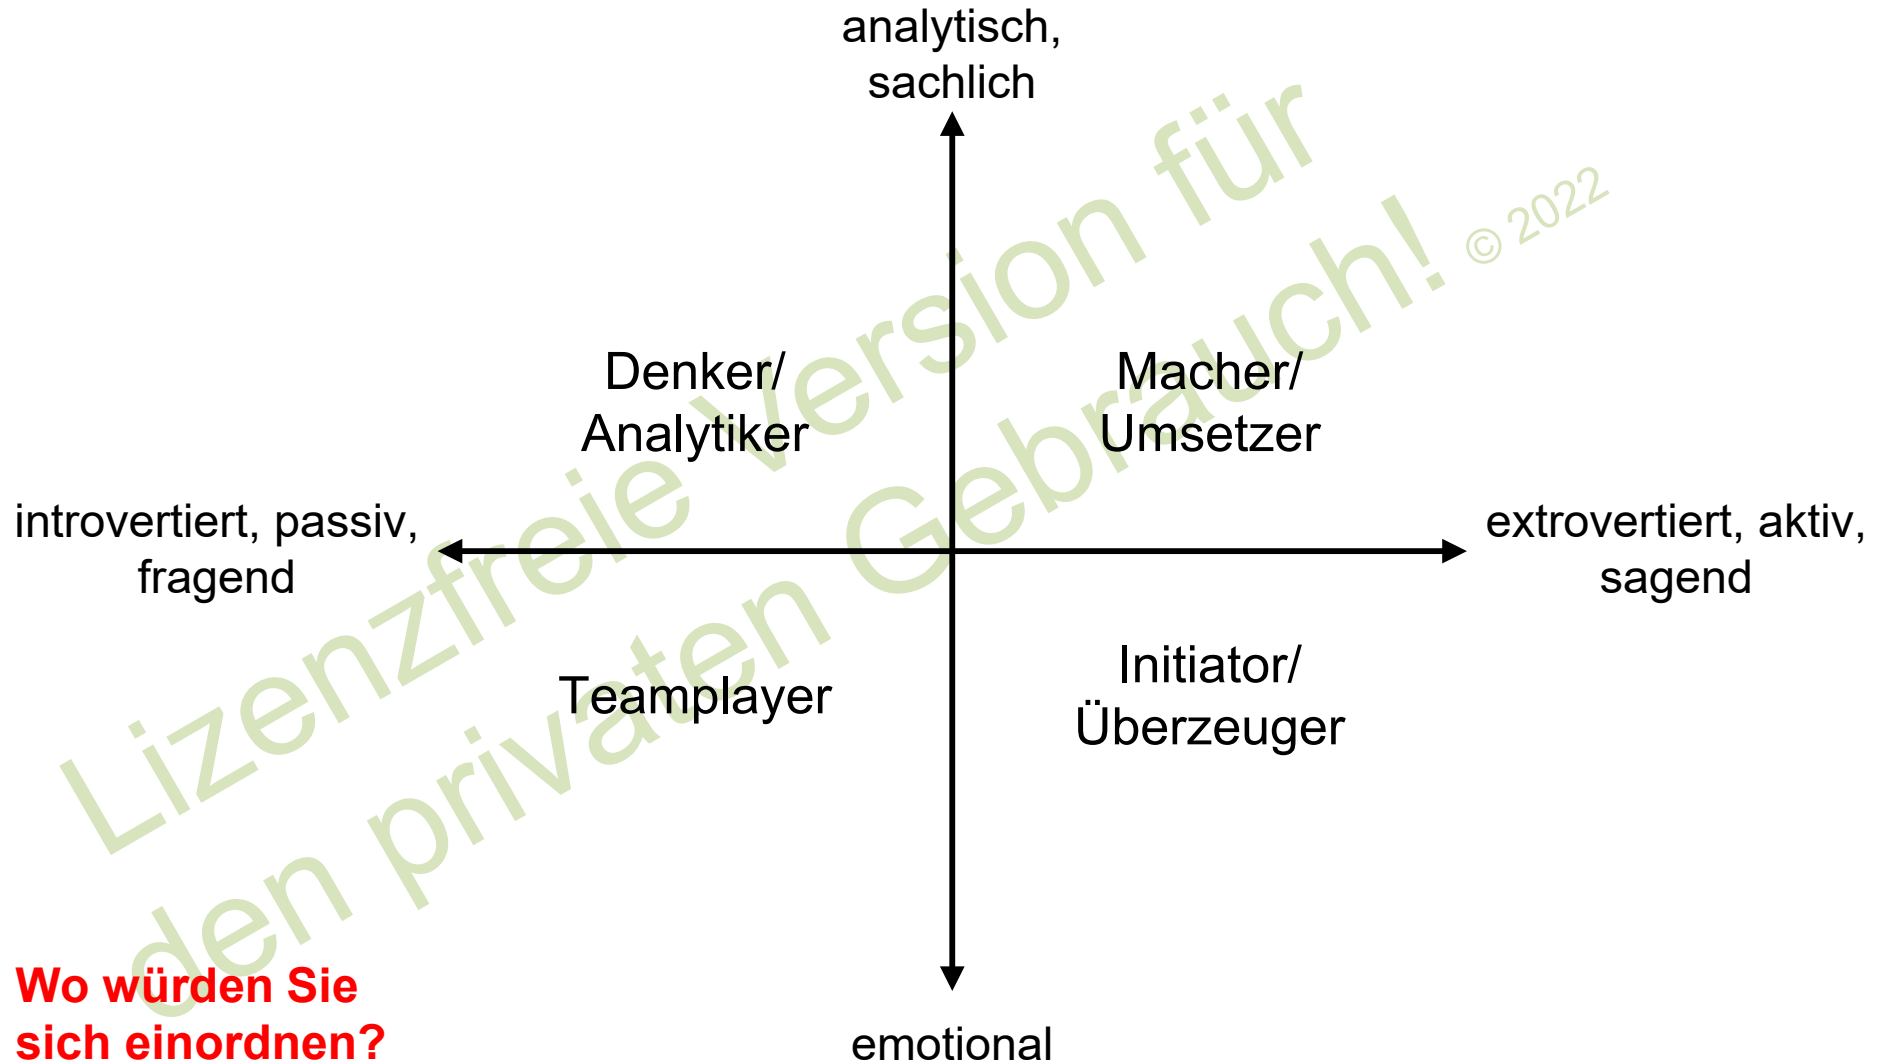 analytisch,
sachlich
Denker/
Analytiker
Macher/
Umsetzer
introvertiert, passiv,
fragend
extrovertiert, aktiv,
sagend
Teamplayer
Initiator/
Überzeuger
Wo würden Sie
sich einordnen?
emotional
Lizenzfreie Version für
den privaten Gebrauch! © 2022